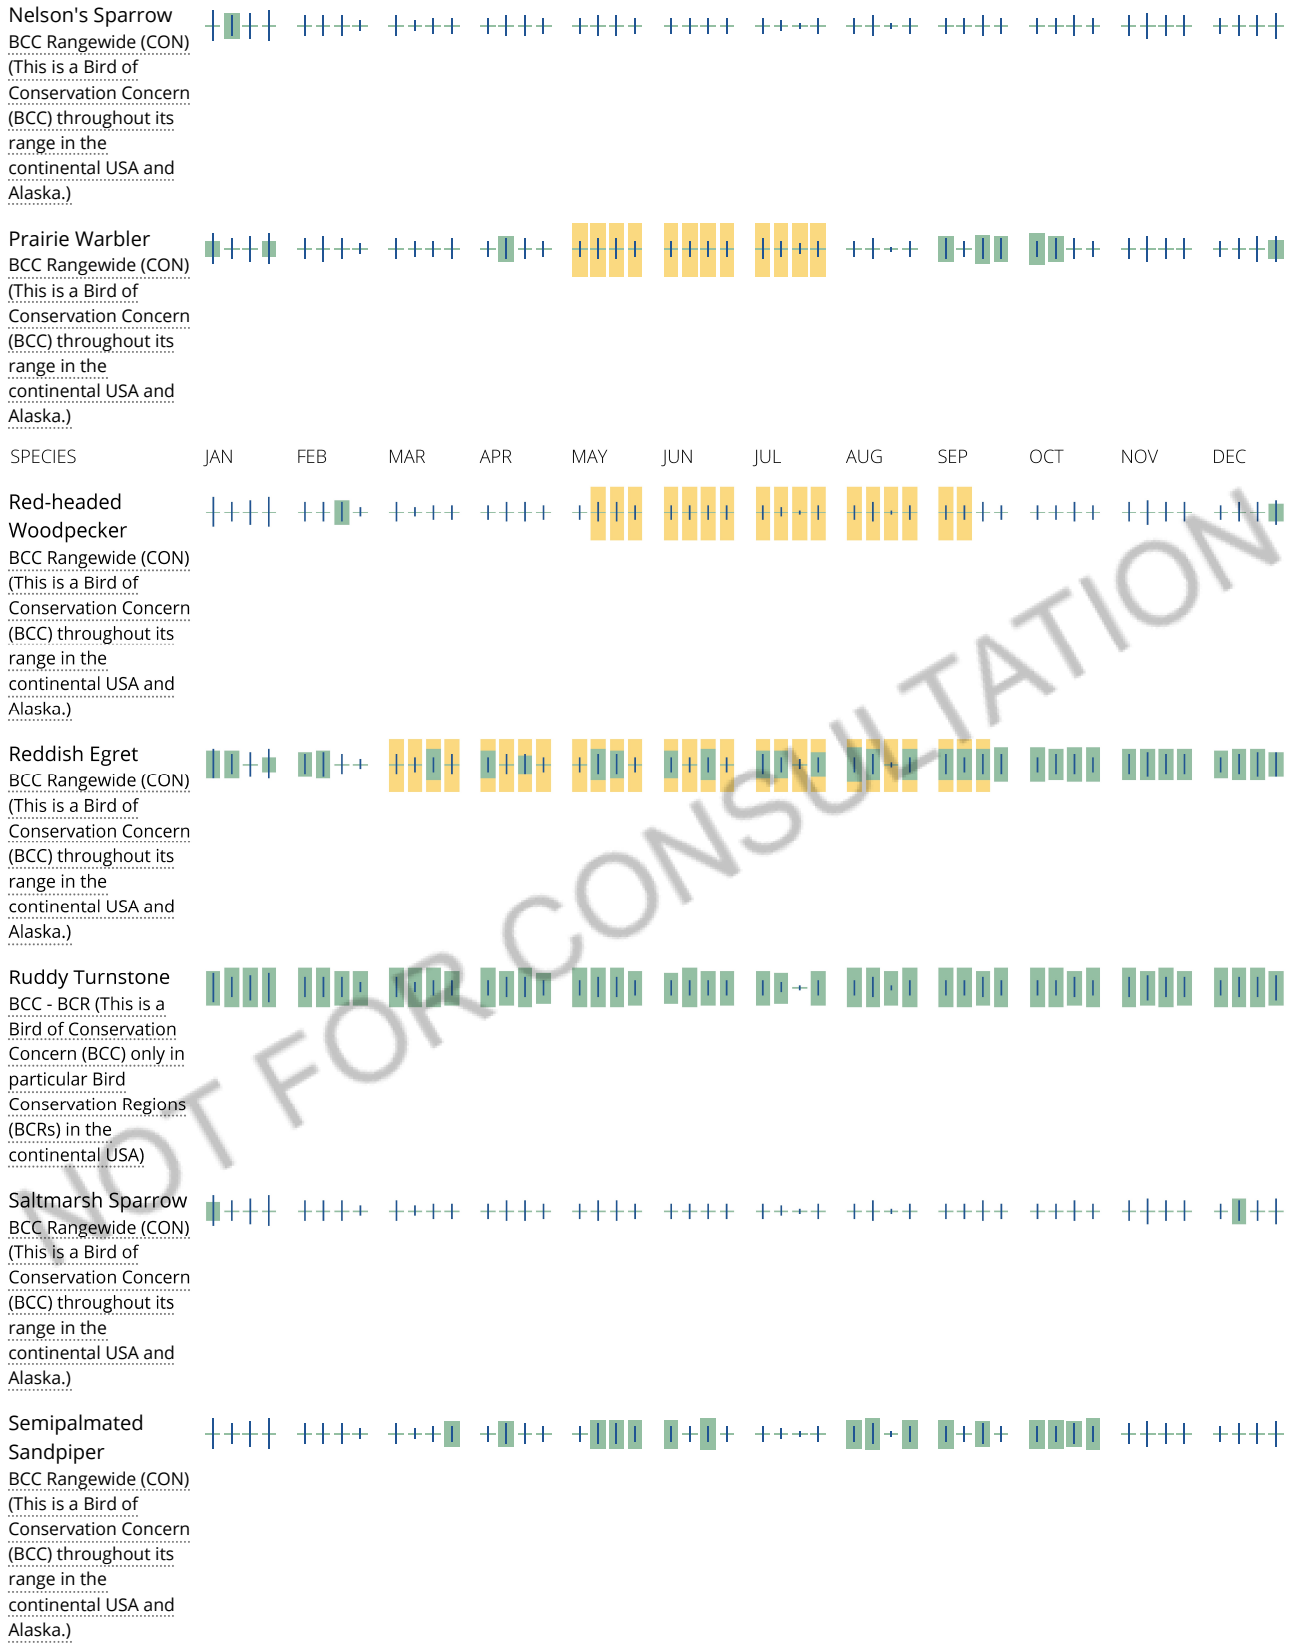 Nelson's Sparrow
BCC Rangewide (CON)
(This is a Bird of
Conservation Concern
(BCC) throughout its
range in the
continental USA and
Alaska.)
Prairie Warbler
BCC Rangewide (CON)
(This is a Bird of
Conservation Concern
(BCC) throughout its
range in the
continental USA and
Alaska.)
SPECIES JAN FEB MAR APR MAY JUN JUL AUG SEP OCT NOV DEC
Red-headed
Woodpecker
BCC Rangewide (CON)
(This is a Bird of
Conservation Concern
(BCC) throughout its
range in the
continental USA and
Alaska.)
Reddish Egret
BCC Rangewide (CON)
(This is a Bird of
Conservation Concern
(BCC) throughout its
range in the
continental USA and
Alaska.)
Ruddy Turnstone
BCC - BCR (This is a
Bird of Conservation
Concern (BCC) only in
particular Bird
Conservation Regions
(BCRs) in the
continental USA)
Saltmarsh Sparrow
BCC Rangewide (CON)
(This is a Bird of
Conservation Concern
(BCC) throughout its
range in the
continental USA and
Alaska.)
Semipalmated
Sandpiper
BCC Rangewide (CON)
(This is a Bird of
Conservation Concern
(BCC) throughout its
range in the
continental USA and
Alaska.)
NOT FOR CONSULTATION